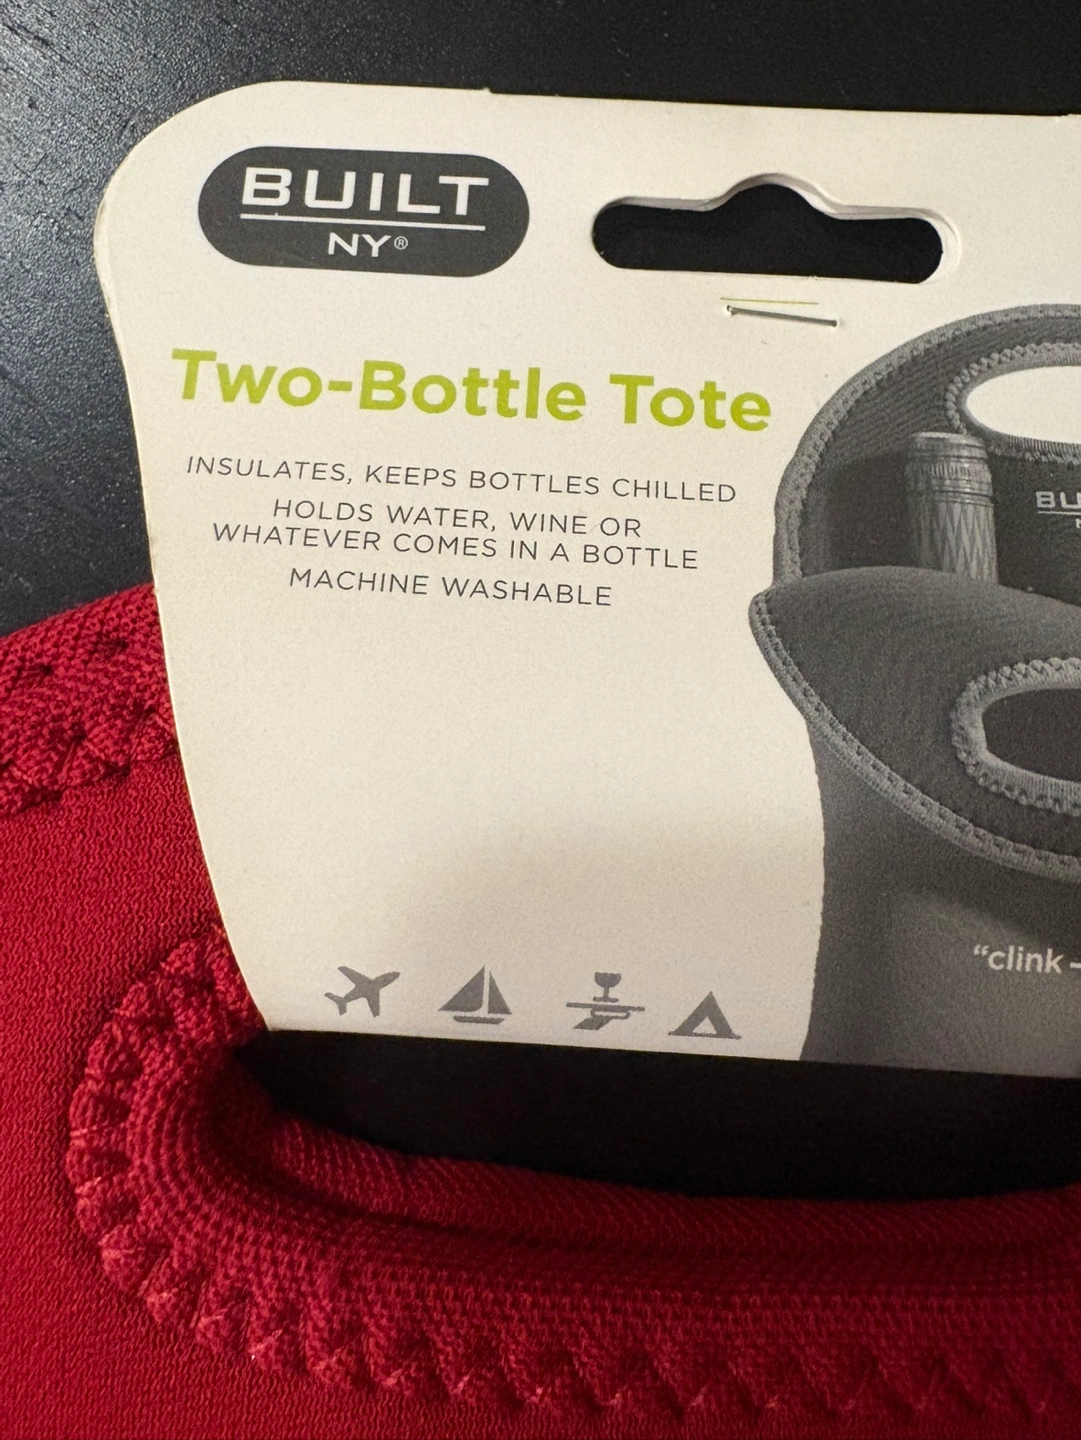 BUILT
NY®
Two-Bottle Tote
INSULATES, KEEPS BOTTLES CHILLED
HOLDS WATER, WINE OR
WHATEVER COMES IN A BOTTLE
MACHINE WASHABLE
“clink -